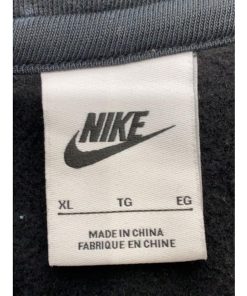 NIKE
XL TG EG
MADE IN CHINA
FABRIQUE EN CHINE